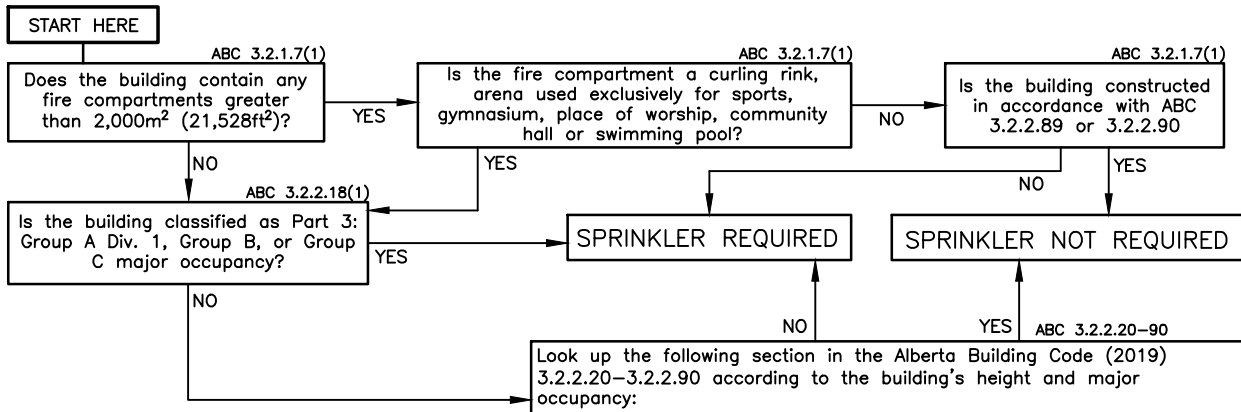 START HERE
ABC 3.2.1.7(1)
Does the building contain any
fire compartments greater
than 2,000m² (21,528ft²)?
YES
NO
ABC 3.2.1.7(1)
Is the fire compartment a curling rink,
arena used exclusively for sports,
gymnasium, place of worship, community
hall or swimming pool?
NO
YES
ABC 3.2.1.7(1)
Is the building constructed
in accordance with ABC
3.2.2.89 or 3.2.2.90
NO
YES
ABC 3.2.2.18(1)
Is the building classified as Part 3:
Group A Div. 1, Group B, or Group
C major occupancy?
YES
NO
SPRINKLER REQUIRED
SPRINKLER NOT REQUIRED
NO
YES
ABC 3.2.2.20-90
Look up the following section in the Alberta Building Code (2019)
3.2.2.20-3.2.2.90 according to the building's height and major
occupancy: